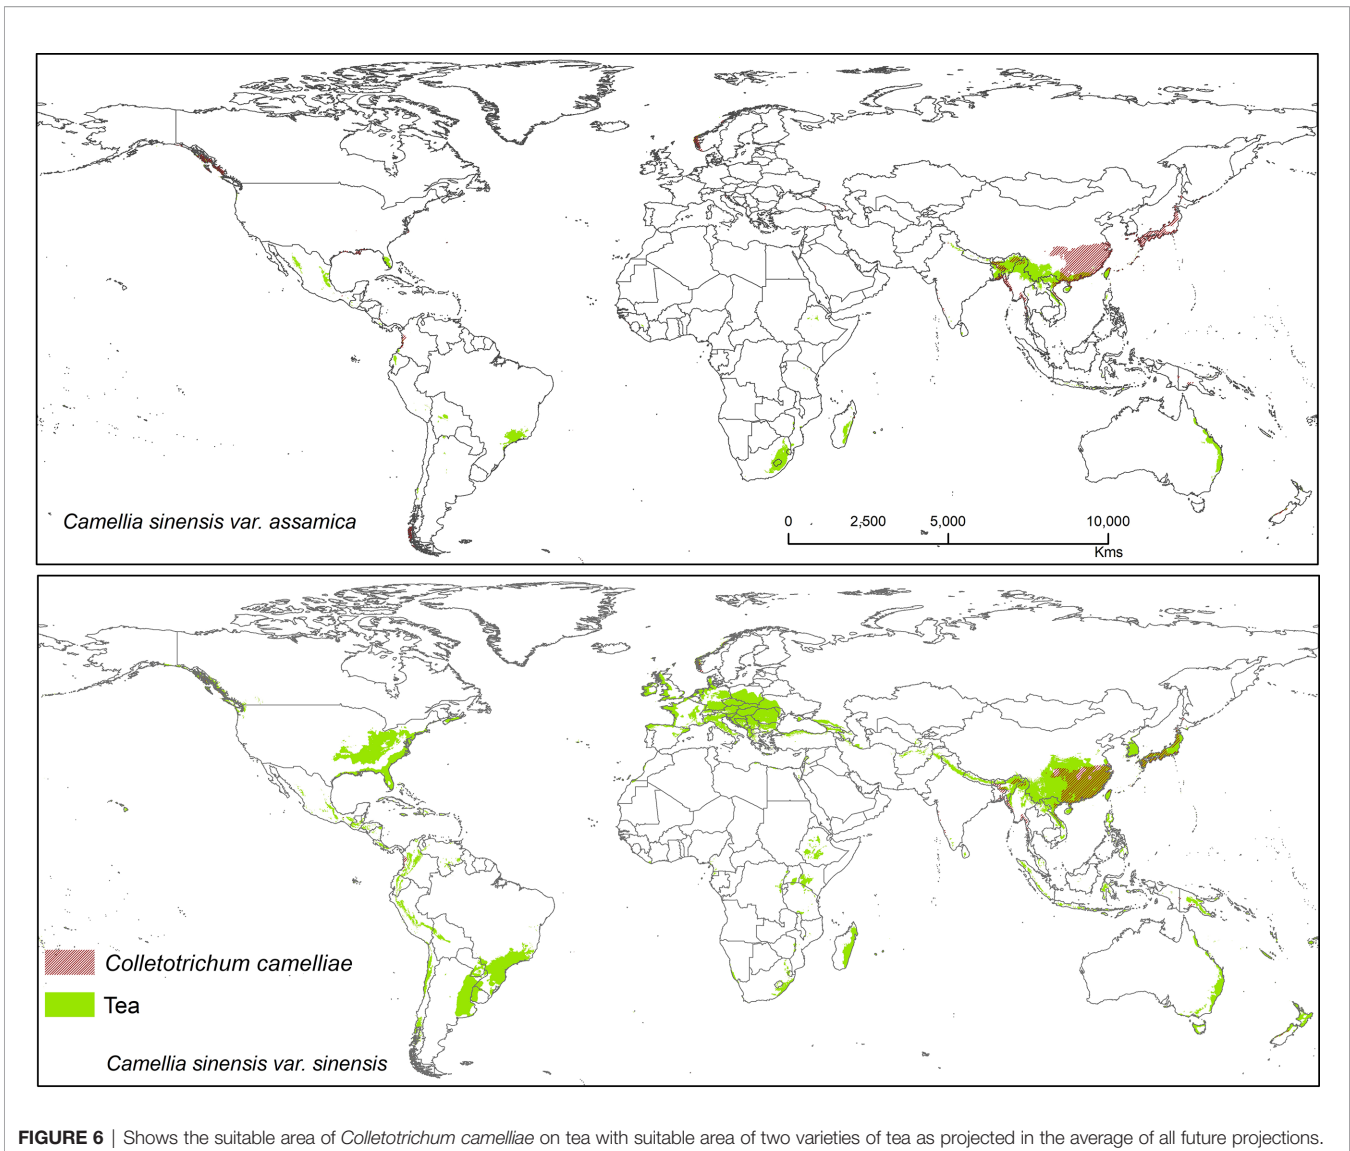 Camellia sinensis var. assamica
0 2,500 5,000 10,000
Kms
Colletotrichum camelliae
Tea
Camellia sinensis var. sinensis
FIGURE 6 | Shows the suitable area of Colletotrichum camelliae on tea with suitable area of two varieties of tea as projected in the average of all future projections.